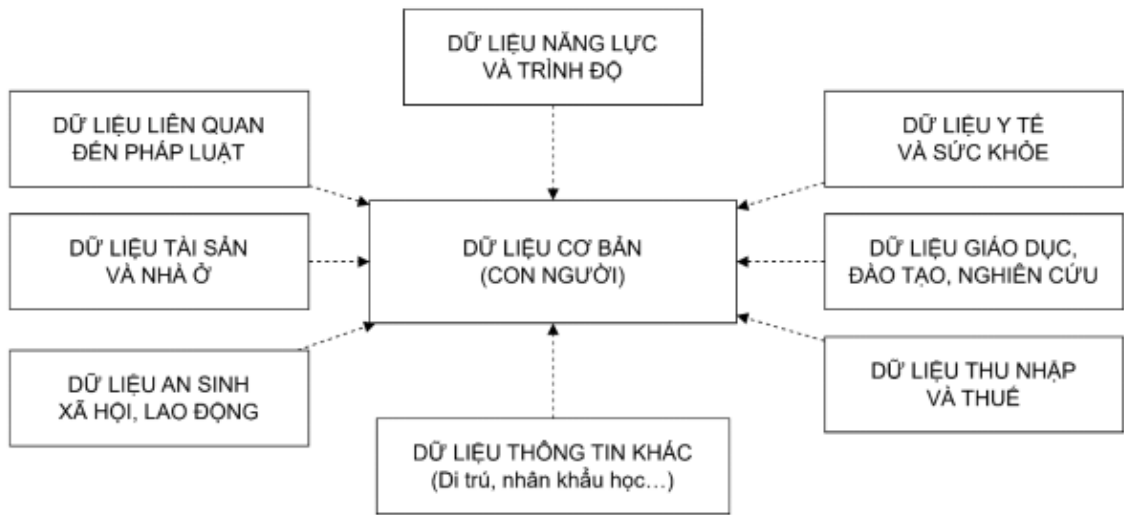 DỮ LIỆU NĂNG LỰC
VÀ TRÌNH ĐỘ
DỮ LIỆU LIÊN QUAN
ĐẾN PHÁP LUẬT
DỮ LIỆU Y TẾ
VÀ SỨC KHỎE
DỮ LIỆU TÀI SẢN
VÀ NHÀ Ở
DỮ LIỆU CƠ BẢN
(CON NGƯỜI)
DỮ LIỆU GIÁO DỤC,
ĐÀO TẠO, NGHIÊN CỨU
DỮ LIỆU AN SINH
XÃ HỘI, LAO ĐỘNG
DỮ LIỆU THU NHẬP
VÀ THUẾ
DỮ LIỆU THÔNG TIN KHÁC
(Di trú, nhân khẩu học…)